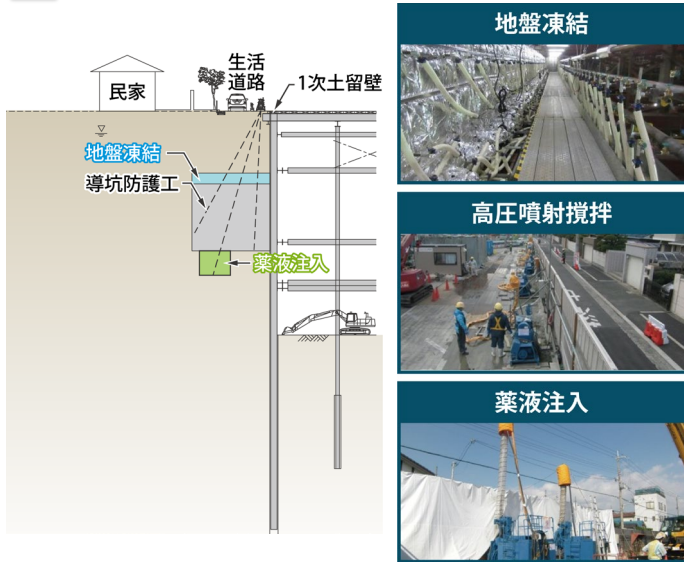 生活
道路
民家
1次土留壁
地盤凍結
導坑防護工
薬液注入
地盤凍結
高圧噴射撹拌
薬液注入